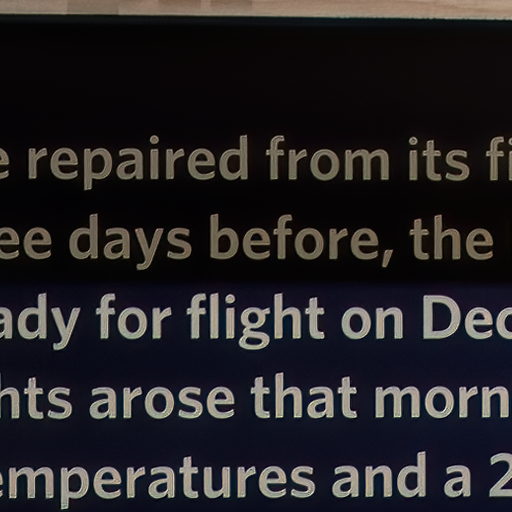 e repaired from its fi
ee days before, the
ady for flight on Dec
hts arose that morn
emperatures and a 2